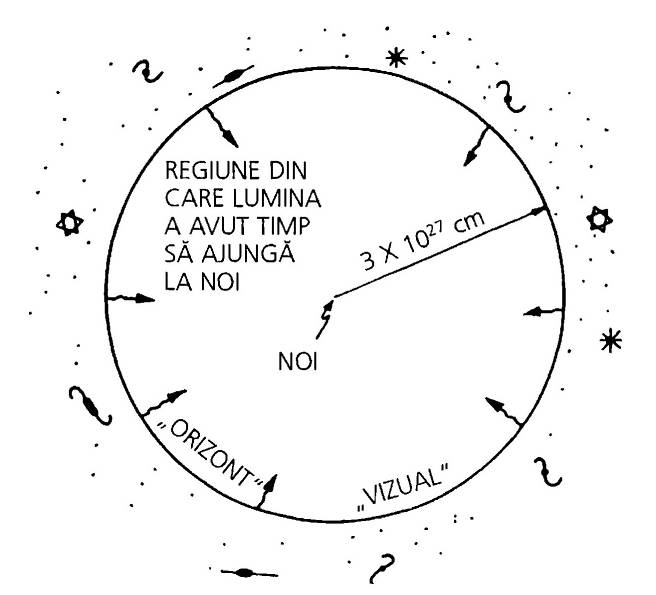 REGIUNE DIN
CARE LUMINA
A AVUT TIMP
SĂ AJUNGĂ
LA NOI
3 X 10²⁷ cm
NOI
„ORIZONT“
„VIZUAL“